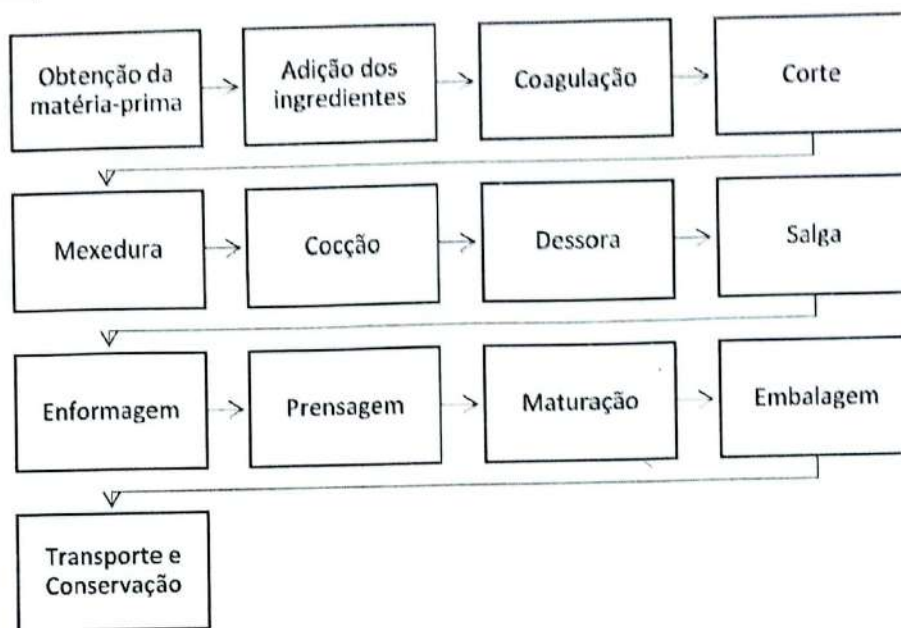 Obtenção da
matéria-prima
Adição dos
ingredientes
Coagulação
Corte
Mexedura
Cocção
Dessora
Salga
Enformagem
Prensagem
Maturação
Embalagem
Transporte e
Conservação